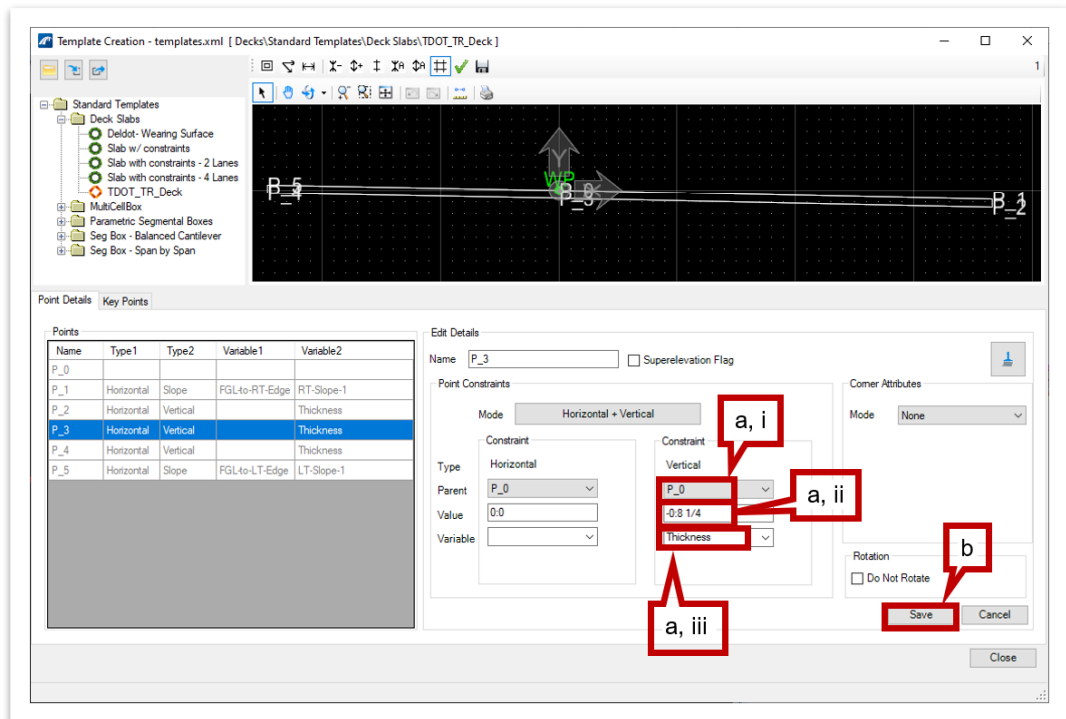 Template Creation - templates.xml [ Decks\Standard Templates\Deck Slabs\TDOT_TR_Deck ]
1
Standard Templates
Deck Slabs
Deldot- Wearing Surface
Slab w/ constraints
Slab with constraints - 2 Lanes
Slab with constraints - 4 Lanes
TDOT_TR_Deck
MultiCellBox
Parametric Segmental Boxes
Seg Box - Balanced Cantilever
Seg Box - Span by Span
Y
WP
X
P_5
P_4
P_0
P_3
P_1
P_2
Point Details Key Points
Points
Name Type1 Type2 Variable1 Variable2
P_0
P_1 Horizontal Slope FGL-to-RT-Edge RT-Slope-1
P_2 Horizontal Vertical Thickness
P_3 Horizontal Vertical Thickness
P_4 Horizontal Vertical Thickness
P_5 Horizontal Slope FGL-to-LT-Edge LT-Slope-1
Edit Details
Name P_3 Superelevation Flag
Point Constraints
Mode Horizontal + Vertical
Constraint Constraint
Type Horizontal Vertical
Parent P_0 P_0
Value 0:0 -0:8 1/4
Variable Thickness
Corner Attributes
Mode None
Rotation
Do Not Rotate
Save Cancel
Close
a, i
a, ii
a, iii
b